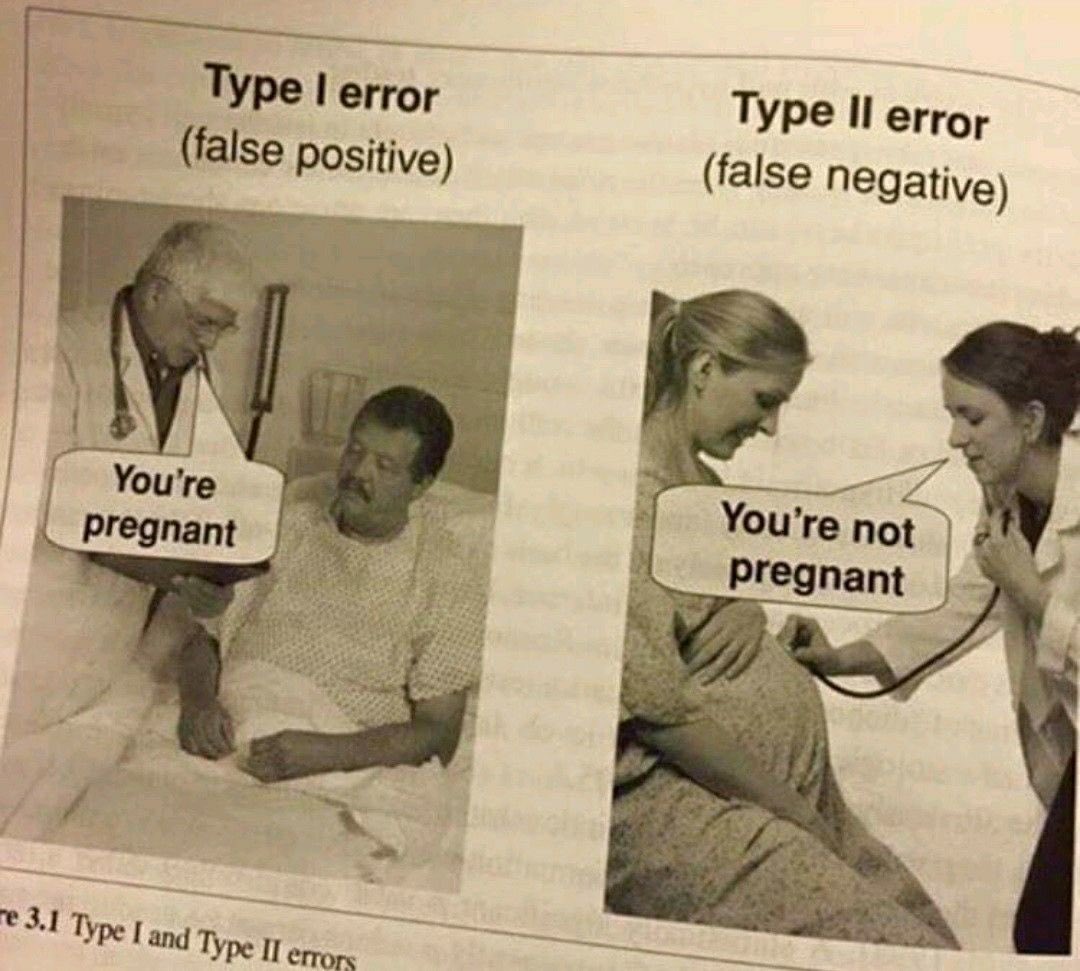 Type I error
(false positive)
Type II error
(false negative)
You're
pregnant
You're not
pregnant
re 3.1 Type I and Type II errors